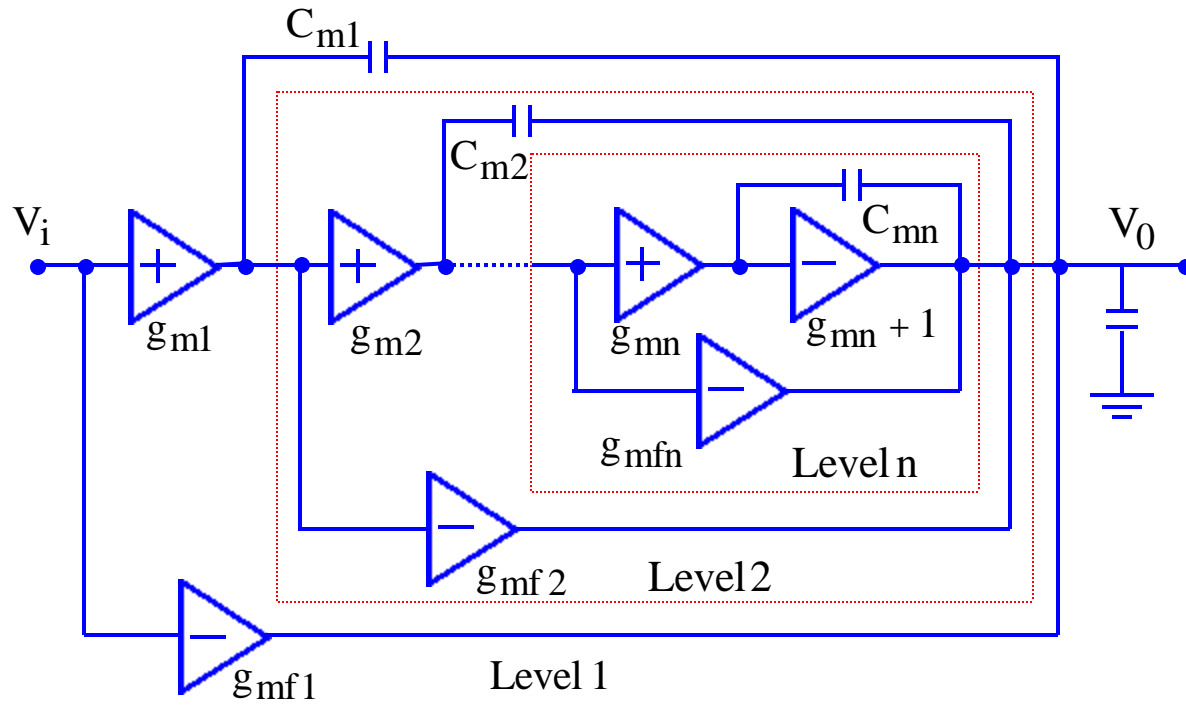 C_m1
C_m2
C_mn
V_i
V_0
+
+
+
−
g_m1
g_m2
g_mn
g_mn + 1
−
g_mfn
Level n
−
g_mf 2
Level 2
−
g_mf 1
Level 1